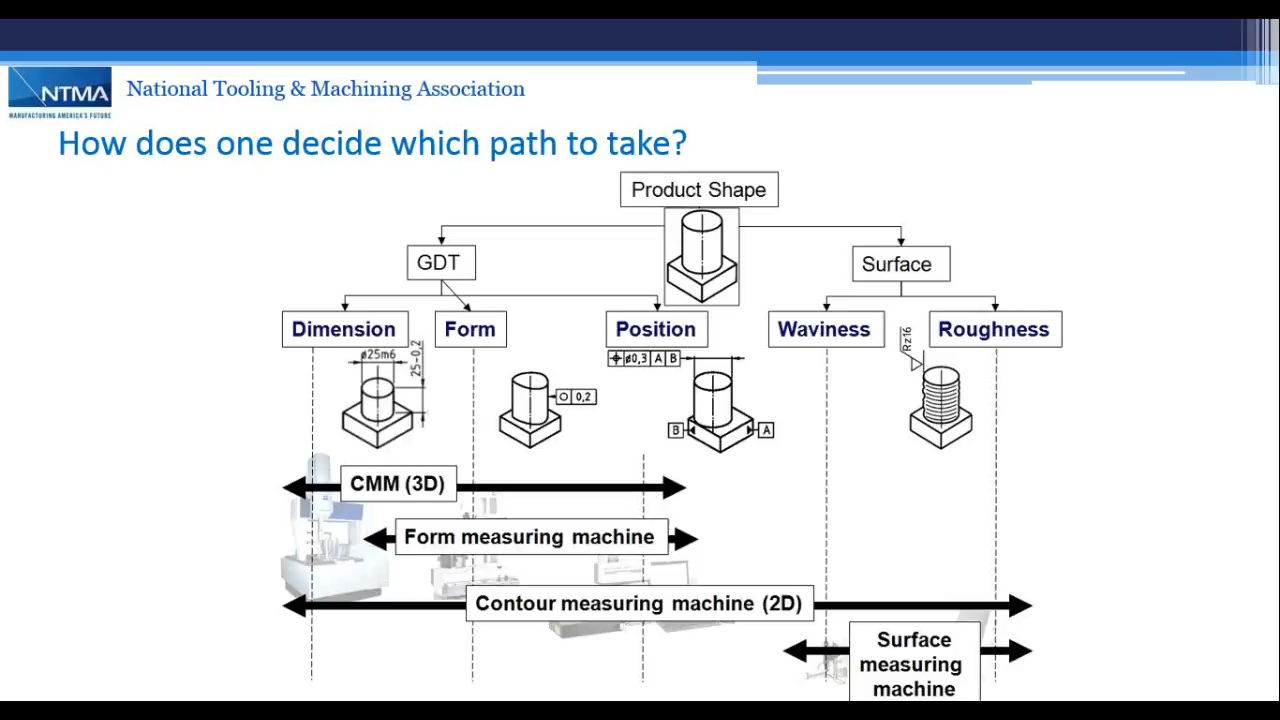 NTMA
MANUFACTURING AMERICA'S FUTURE
National Tooling & Machining Association
How does one decide which path to take?
Product Shape
GDT
Surface
Dimension
Form
Position
Waviness
Roughness
ø25m6
25-0,2
0,2
ø0,3 A B
B
A
Rz16
CMM (3D)
Form measuring machine
Contour measuring machine (2D)
Surface
measuring
machine